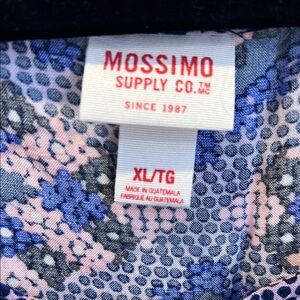 MOSSIMO
SUPPLY CO.™ MC
SINCE 1987
XL/TG
MADE IN GUATEMALA
FABRIQUÉ AU GUATEMALA